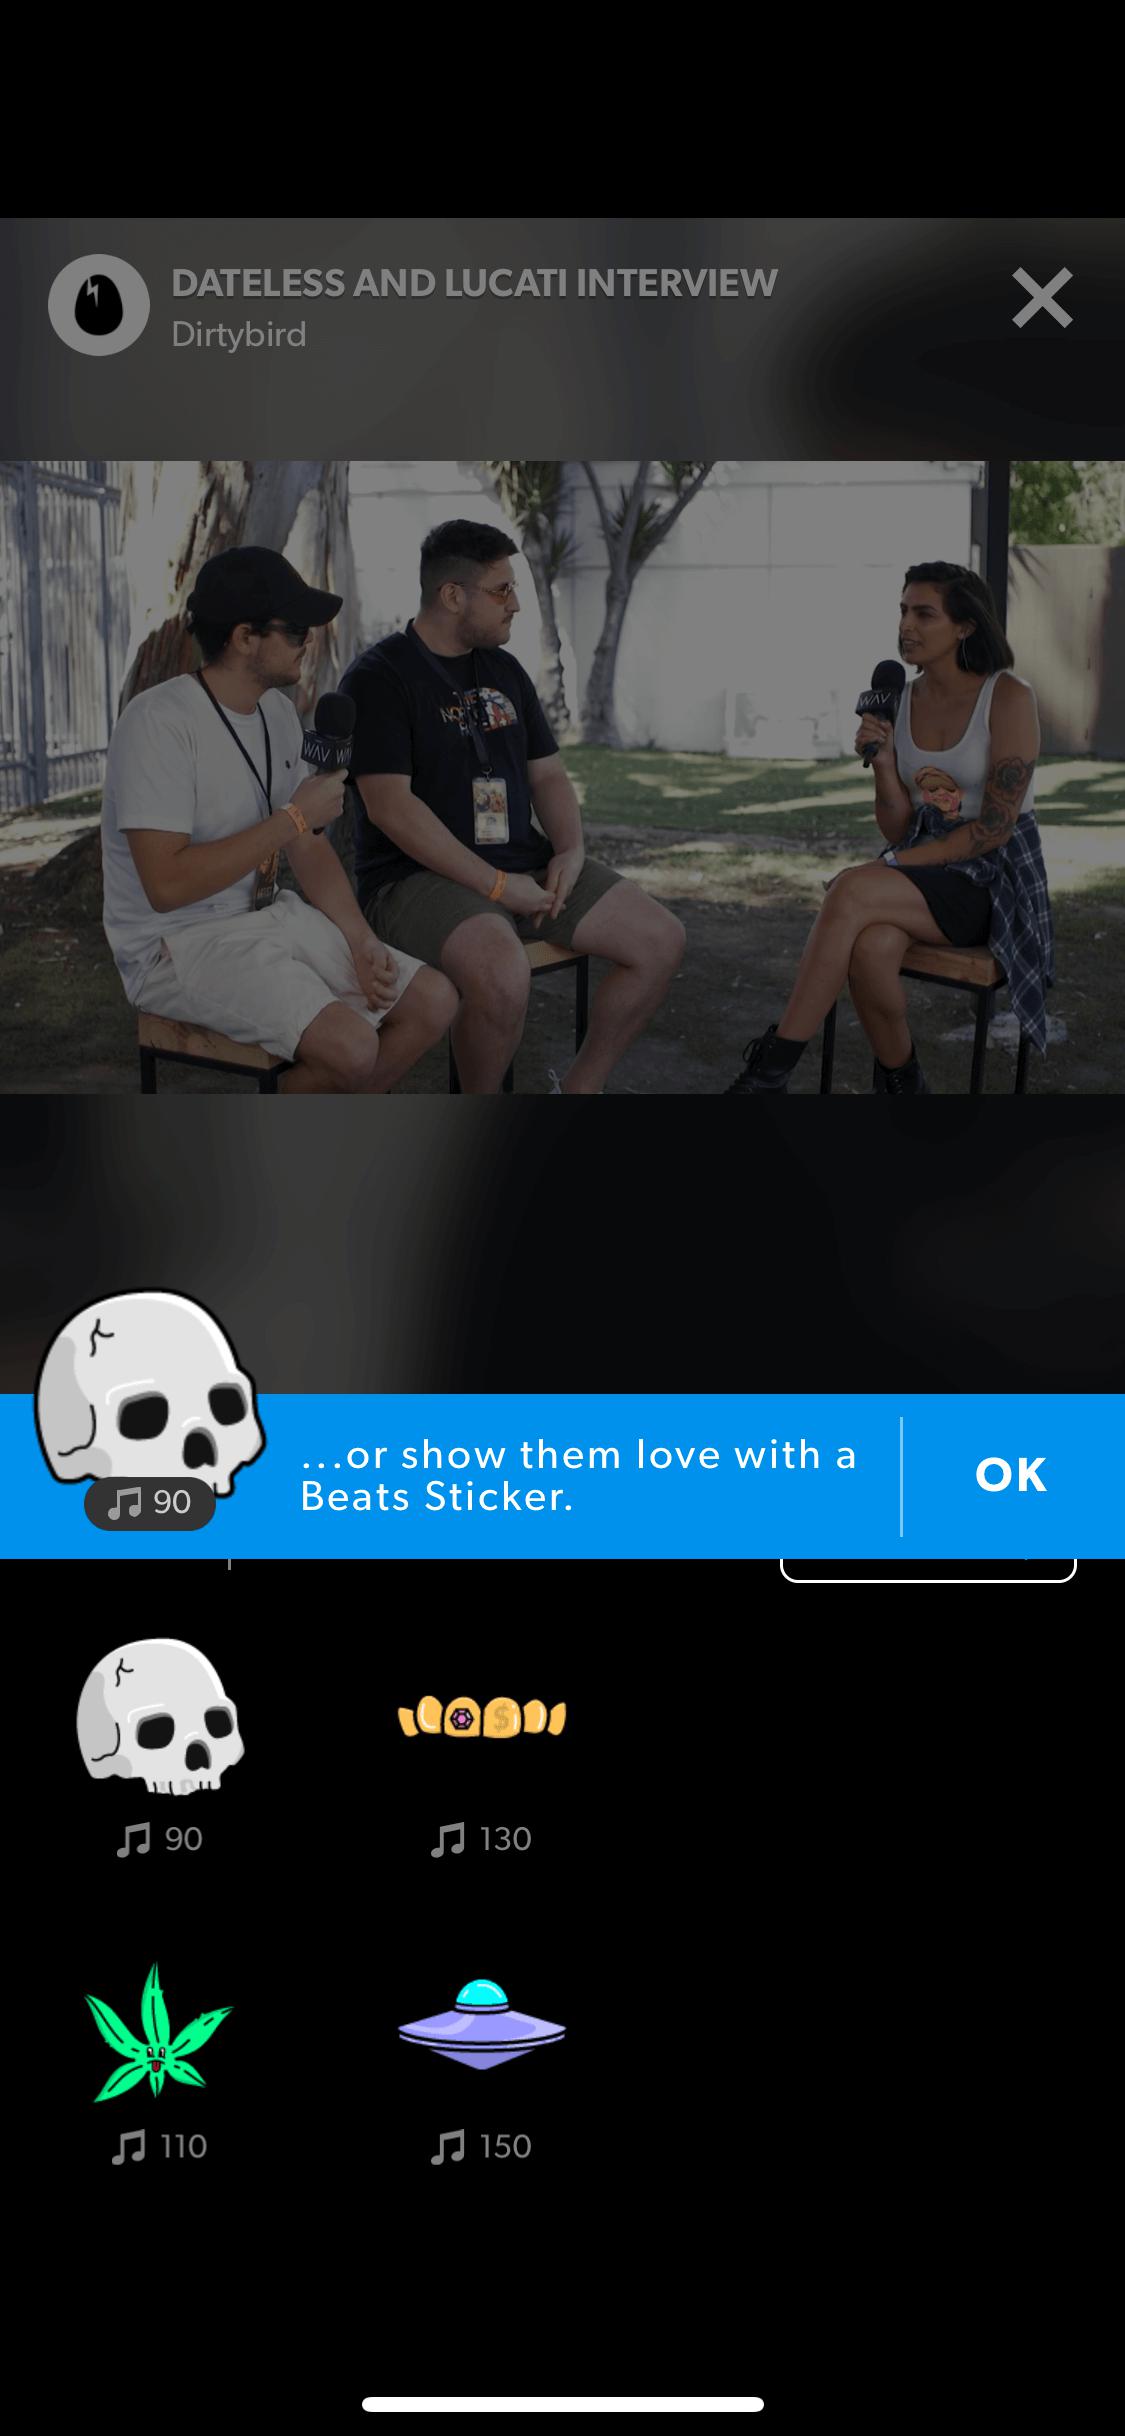 DATELESS AND LUCATI INTERVIEW
Dirtybird
WAV WAV
...or show them love with a
Beats Sticker.
OK
90
90
130
110
150